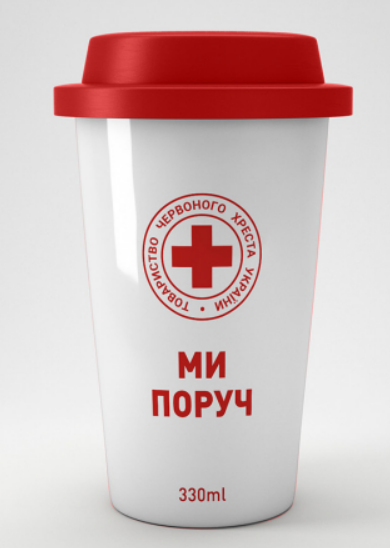 ТОВАРИСТВО ЧЕРВОНОГО ХРЕСТА УКРАЇНИ •
МИ
ПОРУЧ
330ml